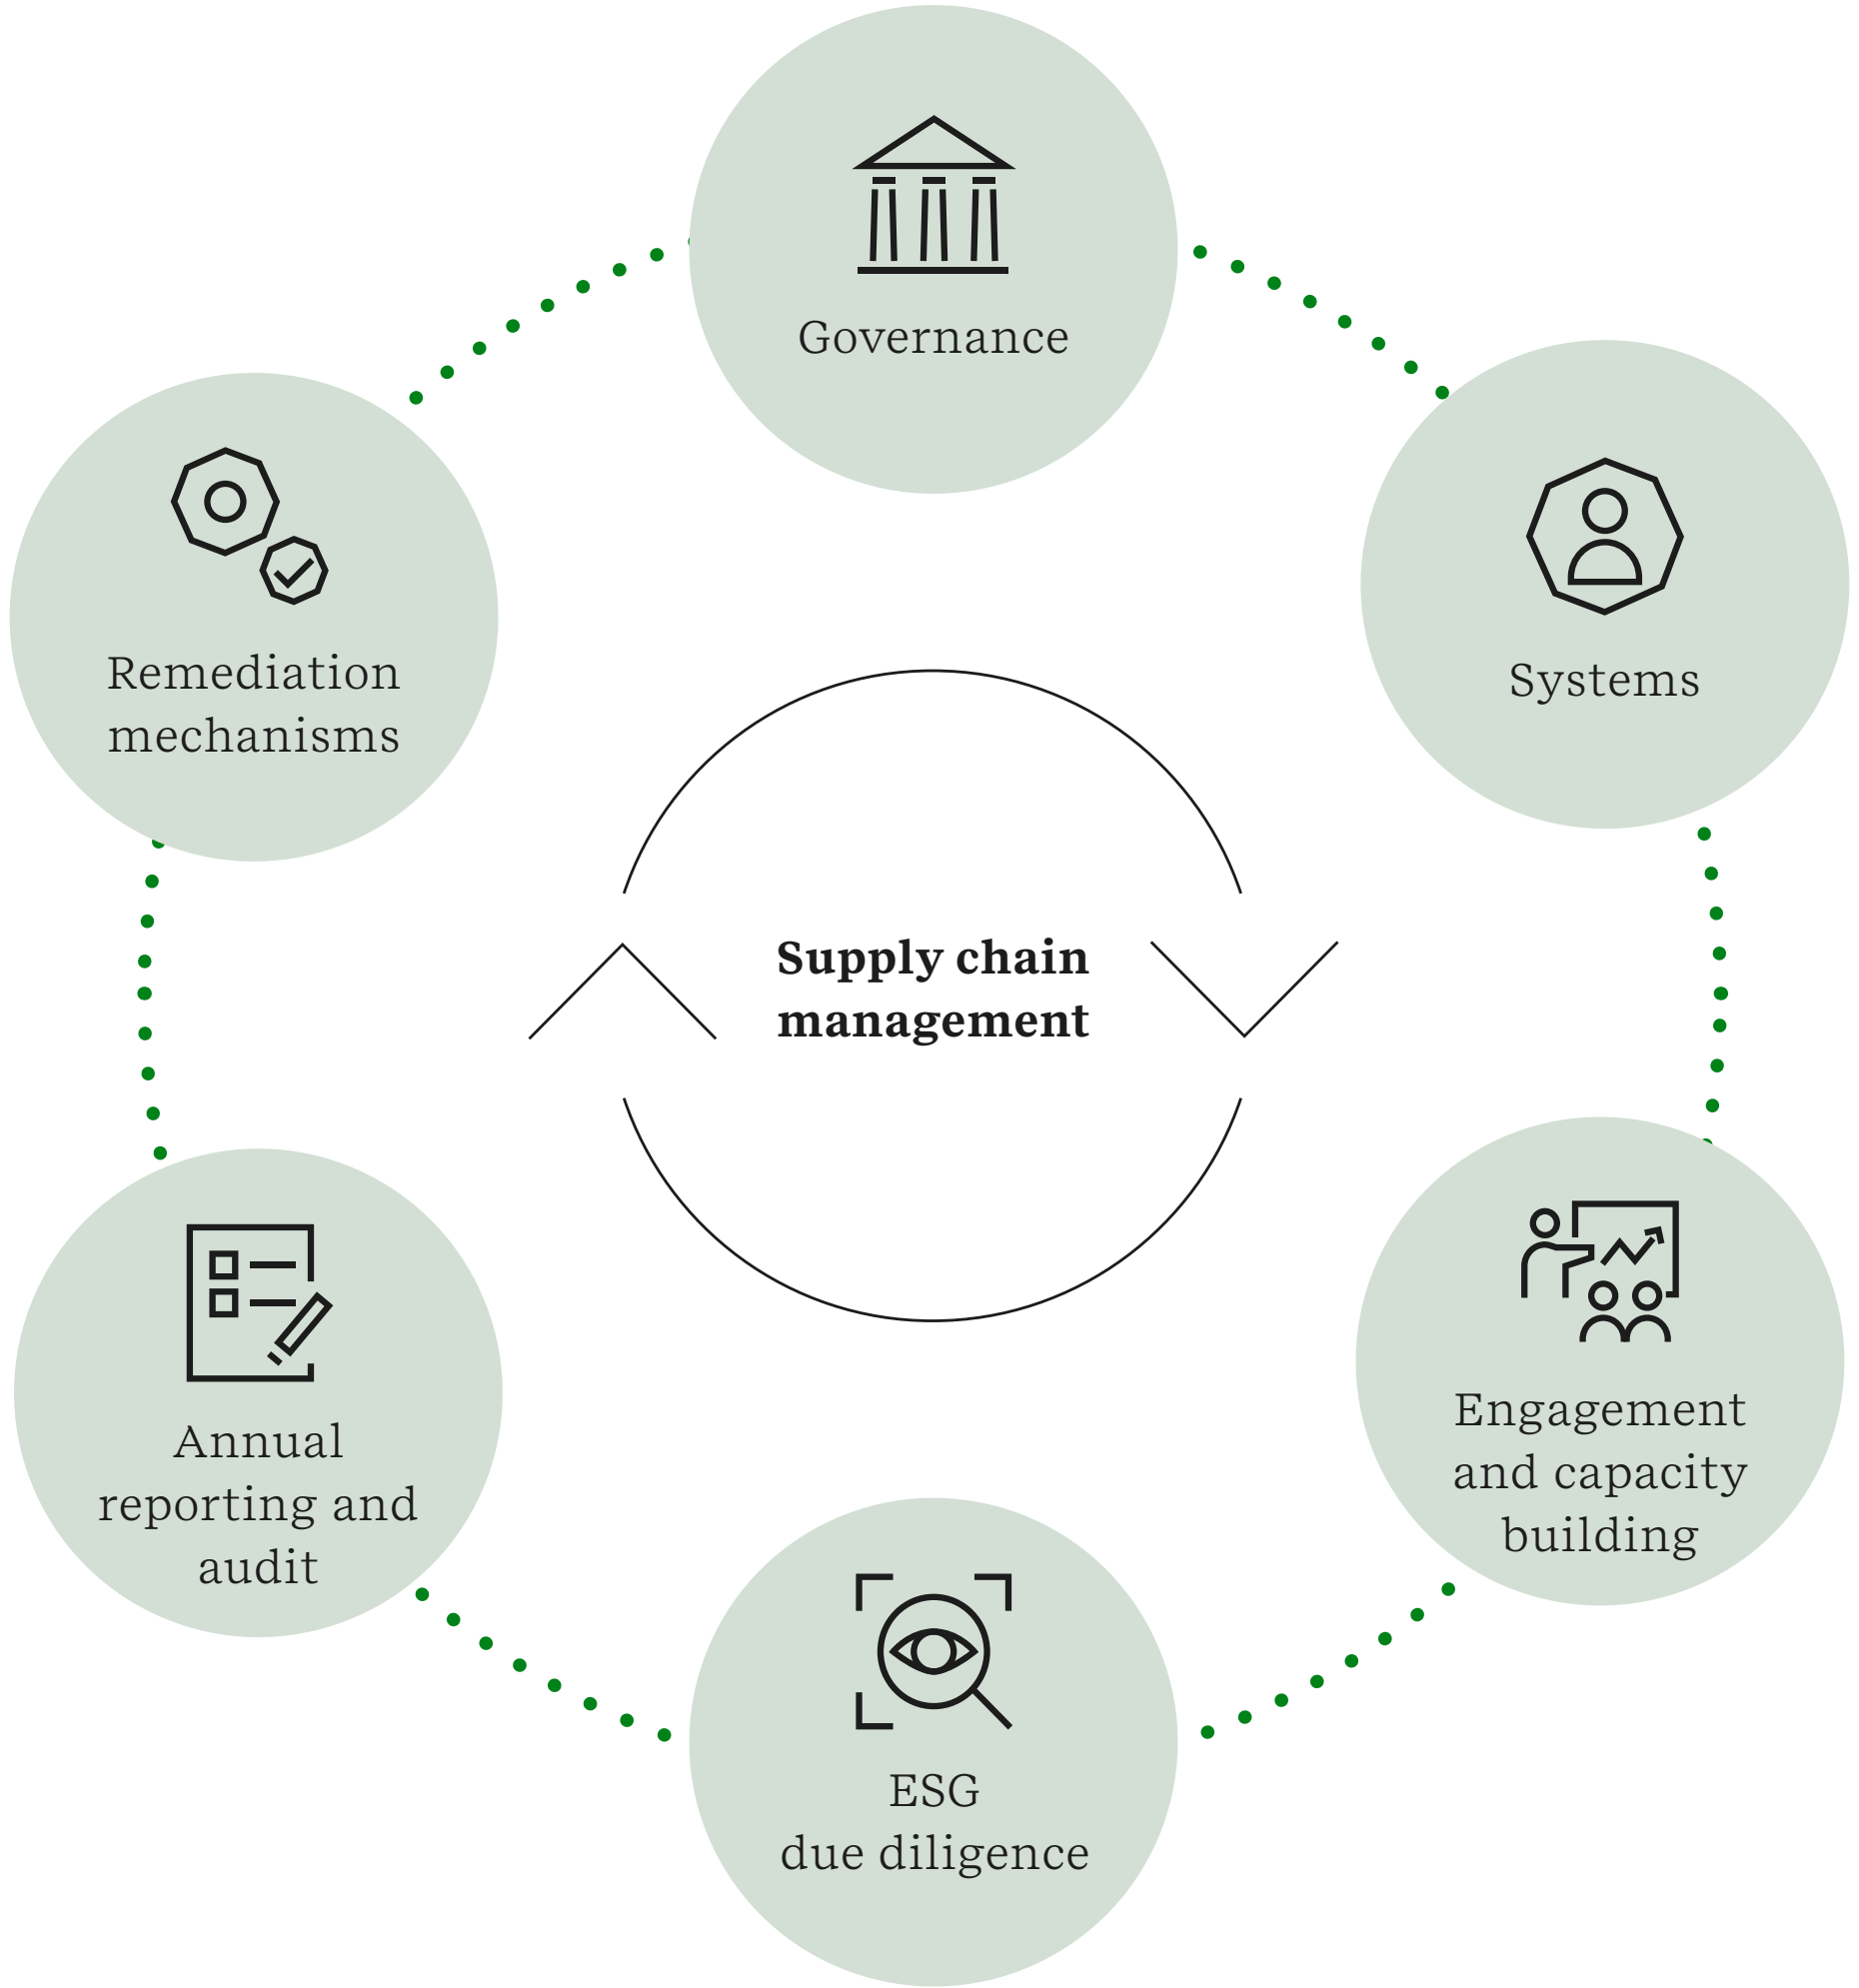 Governance
Systems
Engagement
and capacity
building
ESG
due diligence
Annual
reporting and
audit
Remediation
mechanisms
Supply chain
management